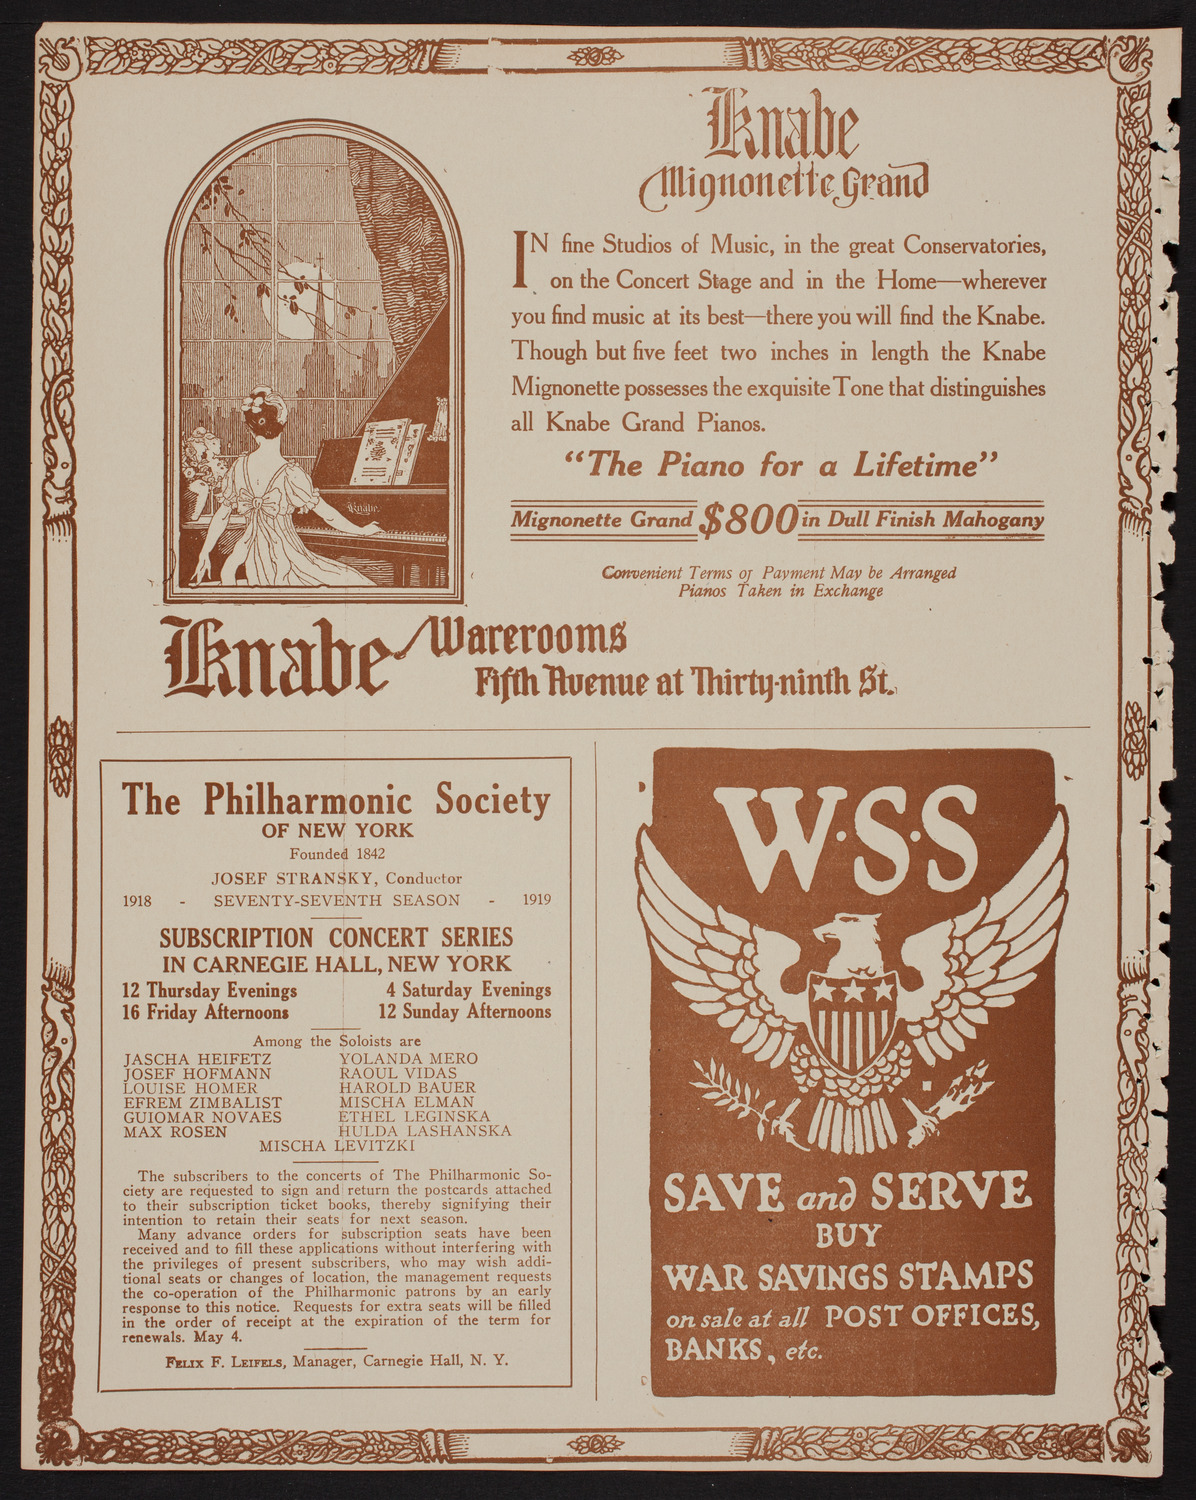 Knabe
Mignonette Grand
IN fine Studios of Music, in the great Conservatories,
on the Concert Stage and in the Home—wherever
you find music at its best—there you will find the Knabe.
Though but five feet two inches in length the Knabe
Mignonette possesses the exquisite Tone that distinguishes
all Knabe Grand Pianos.
"The Piano for a Lifetime"
Mignonette Grand $800 in Dull Finish Mahogany
Convenient Terms of Payment May be Arranged
Pianos Taken in Exchange
Knabe
Knabe Warerooms
Fifth Avenue at Thirty-ninth St.
The Philharmonic Society
OF NEW YORK
Founded 1842
JOSEF STRANSKY, Conductor
1918 - SEVENTY-SEVENTH SEASON - 1919
SUBSCRIPTION CONCERT SERIES
IN CARNEGIE HALL, NEW YORK
12 Thursday Evenings 4 Saturday Evenings
16 Friday Afternoons 12 Sunday Afternoons
Among the Soloists are
JASCHA HEIFETZ YOLANDA MERO
JOSEF HOFMANN RAOUL VIDAS
LOUISE HOMER HAROLD BAUER
EFREM ZIMBALIST MISCHA ELMAN
GUIOMAR NOVAES ETHEL LEGINSKA
MAX ROSEN HULDA LASHANSKA
MISCHA LEVITZKI
The subscribers to the concerts of The Philharmonic So-
ciety are requested to sign and return the postcards attached
to their subscription ticket books, thereby signifying their
intention to retain their seats for next season.
Many advance orders for subscription seats have been
received and to fill these applications without interfering with
the privileges of present subscribers, who may wish addi-
tional seats or changes of location, the management requests
the co-operation of the Philharmonic patrons by an early
response to this notice. Requests for extra seats will be filled
in the order of receipt at the expiration of the term for
renewals. May 4.
FELIX F. LEIFELS, Manager, Carnegie Hall, N. Y.
W·S·S
SAVE and SERVE
BUY
WAR SAVINGS STAMPS
on sale at all POST OFFICES,
BANKS, etc.